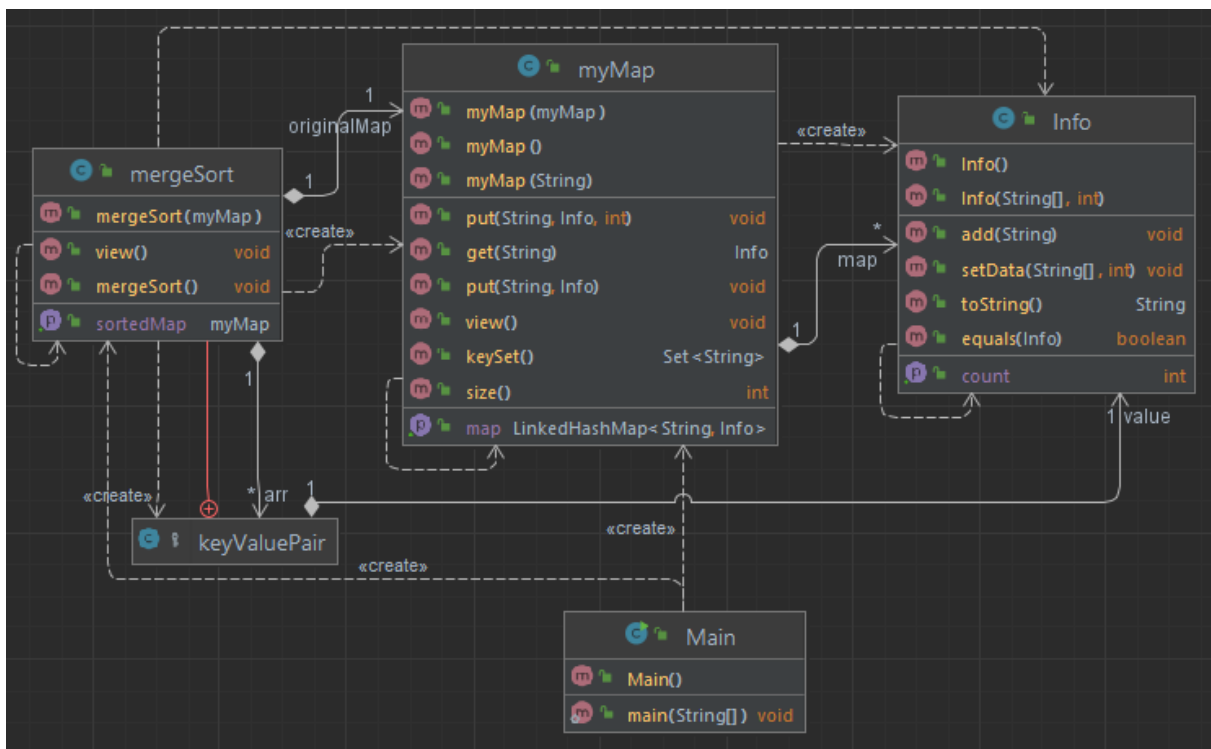 myMap
myMap(myMap)
myMap()
myMap(String)
put(String, Info, int) void
get(String) Info
put(String, Info) void
view() void
keySet() Set<String>
size() int
map LinkedHashMap<String, Info>
1
originalMap
1
«create»
mergeSort
mergeSort(myMap)
view() void
mergeSort() void
sortedMap myMap
«create»
Info
Info()
Info(String[], int)
add(String) void
setData(String[], int) void
toString() String
equals(Info) boolean
count int
*
map
1
1
1 value
«create»
* arr
1
keyValuePair
«create»
«create»
Main
Main()
main(String[]) void